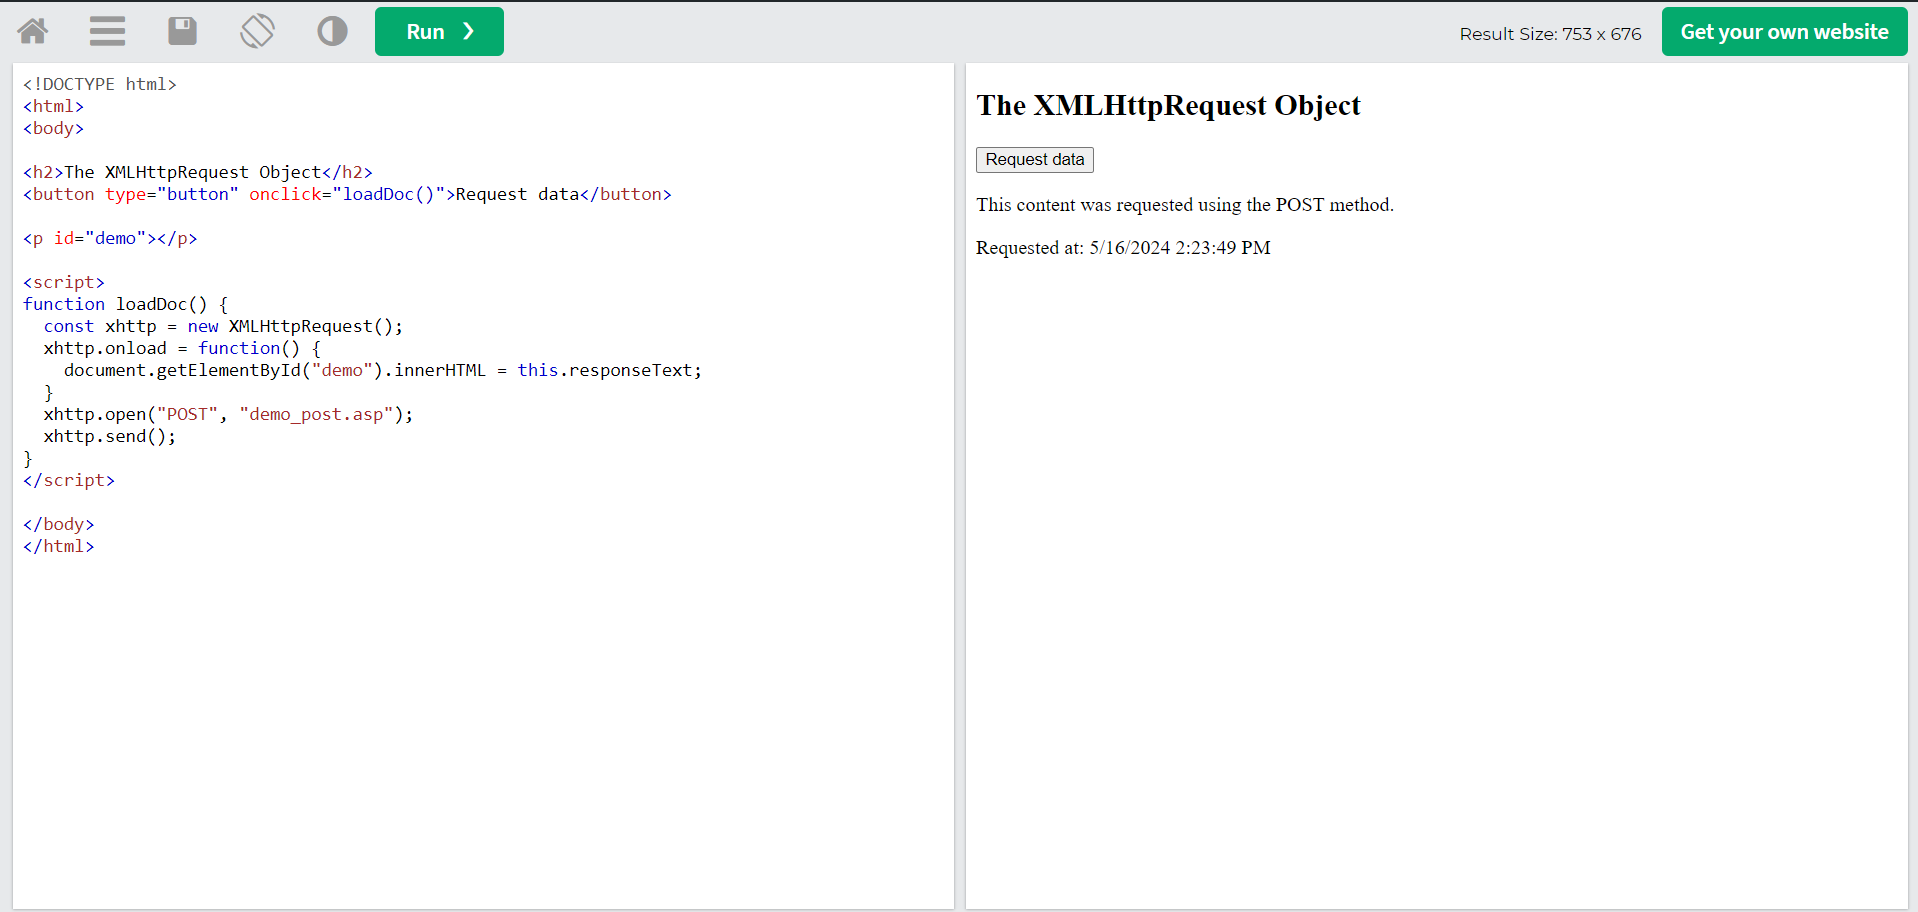 Run ❯
Result Size: 753 x 676
Get your own website
<!DOCTYPE html>
<html>
<body>

<h2>The XMLHttpRequest Object</h2>
<button type="button" onclick="loadDoc()">Request data</button>

<p id="demo"></p>

<script>
function loadDoc() {
  const xhttp = new XMLHttpRequest();
  xhttp.onload = function() {
    document.getElementById("demo").innerHTML = this.responseText;
  }
  xhttp.open("POST", "demo_post.asp");
  xhttp.send();
}
</script>

</body>
</html>
The XMLHttpRequest Object
Request data
This content was requested using the POST method.
Requested at: 5/16/2024 2:23:49 PM